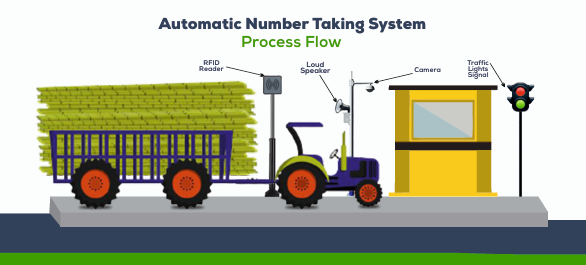 Automatic Number Taking System
Process Flow
RFID
Reader
Loud
Speaker
Camera
Traffic
Lights
Signal